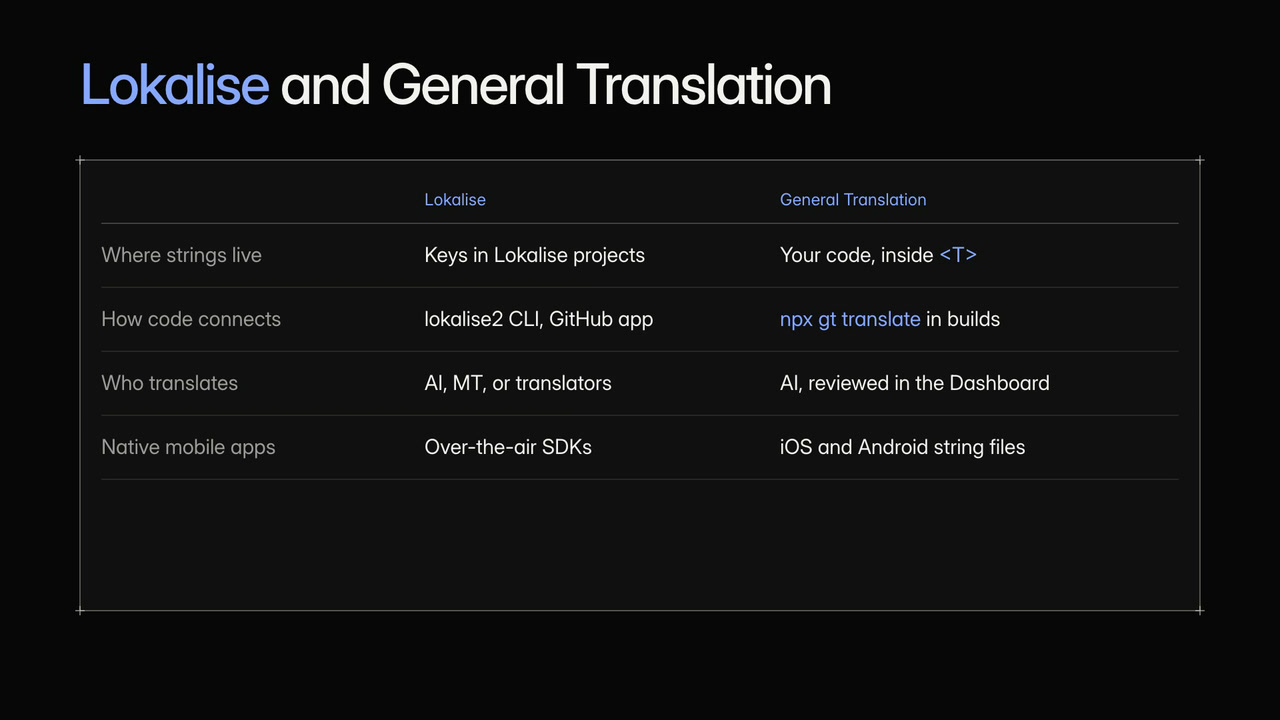 Lokalise and General Translation
Lokalise General Translation
Where strings live Keys in Lokalise projects Your code, inside <T>
How code connects lokalise2 CLI, GitHub app npx gt translate in builds
Who translates AI, MT, or translators AI, reviewed in the Dashboard
Native mobile apps Over-the-air SDKs iOS and Android string files